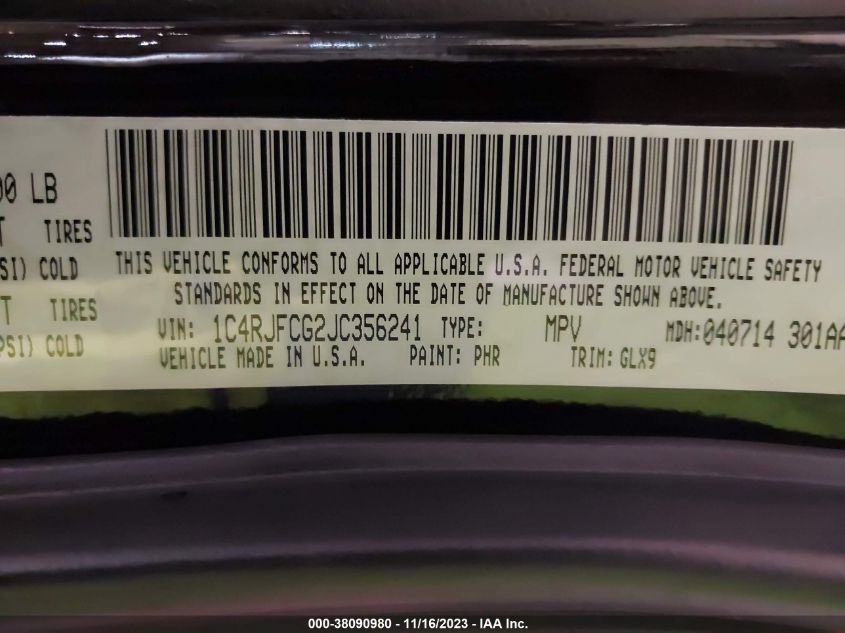 00 LB
T TIRES
SI) COLD
T TIRES
PSI) COLD
THIS VEHICLE CONFORMS TO ALL APPLICABLE U.S.A. FEDERAL MOTOR VEHICLE SAFETY
STANDARDS IN EFFECT ON THE DATE OF MANUFACTURE SHOWN ABOVE.
VIN: 1C4RJFCG2JC356241 TYPE: MPV MDH:040714 301AA
VEHICLE MADE IN U.S.A. PAINT: PHR TRIM: GLX9
000-38090980 - 11/16/2023 - IAA Inc.